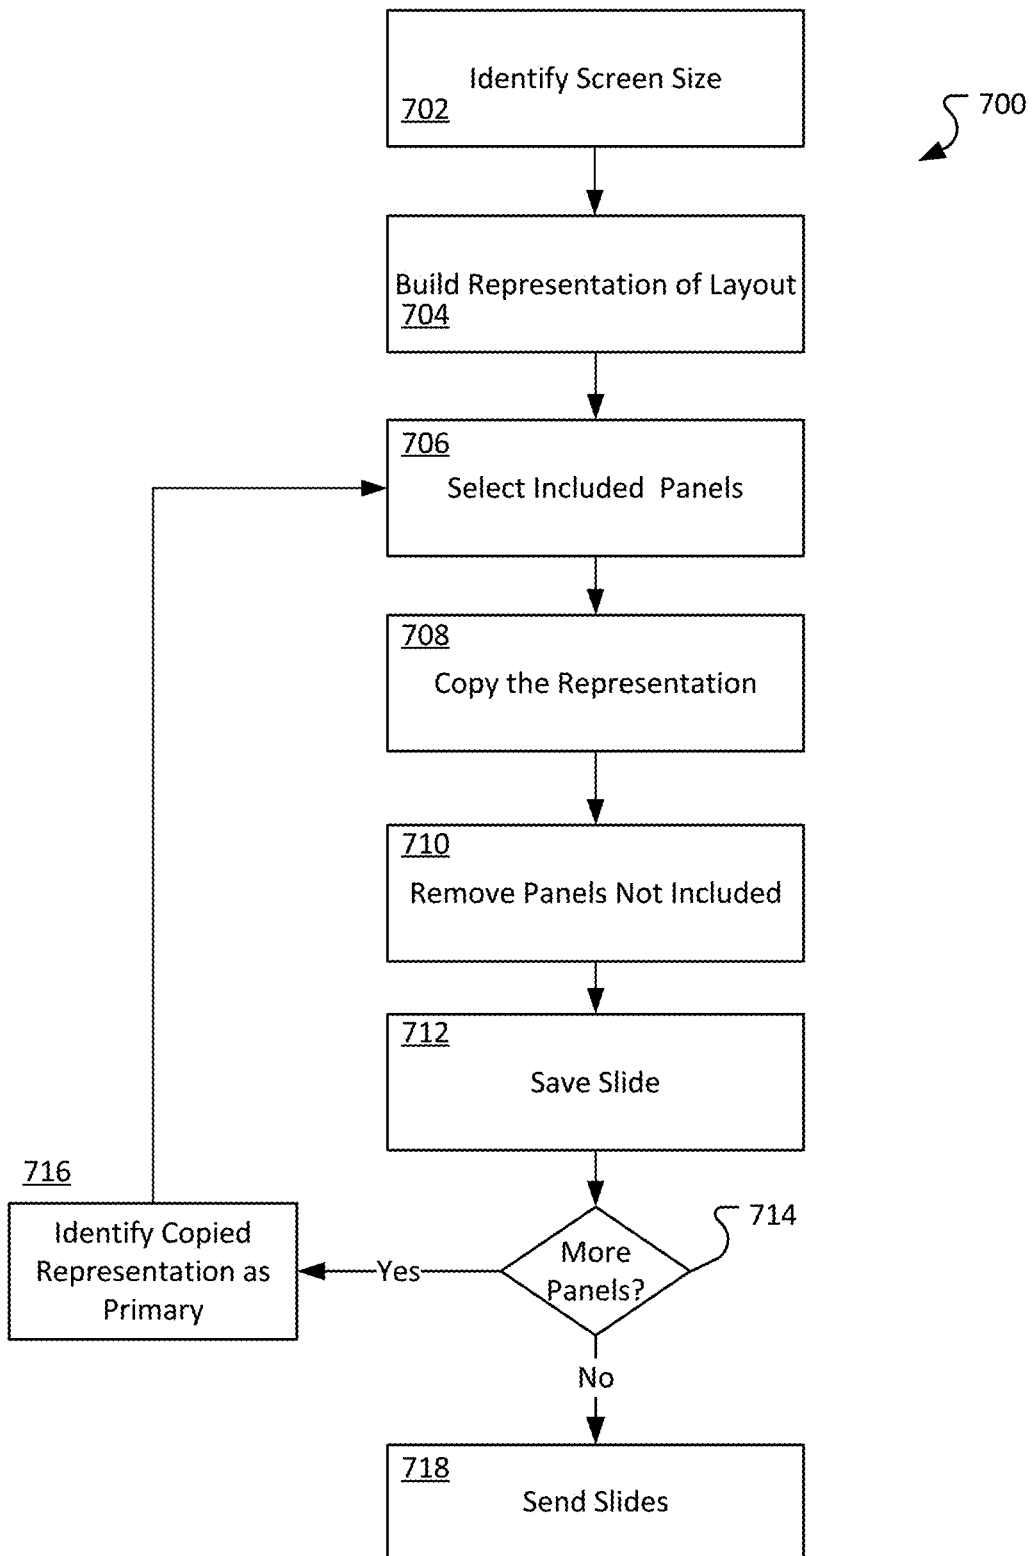 Identify Screen Size
702
700
Build Representation of Layout
704
706
Select Included Panels
708
Copy the Representation
710
Remove Panels Not Included
712
Save Slide
716
Identify Copied
Representation as
Primary
Yes
More
Panels?
714
No
718
Send Slides